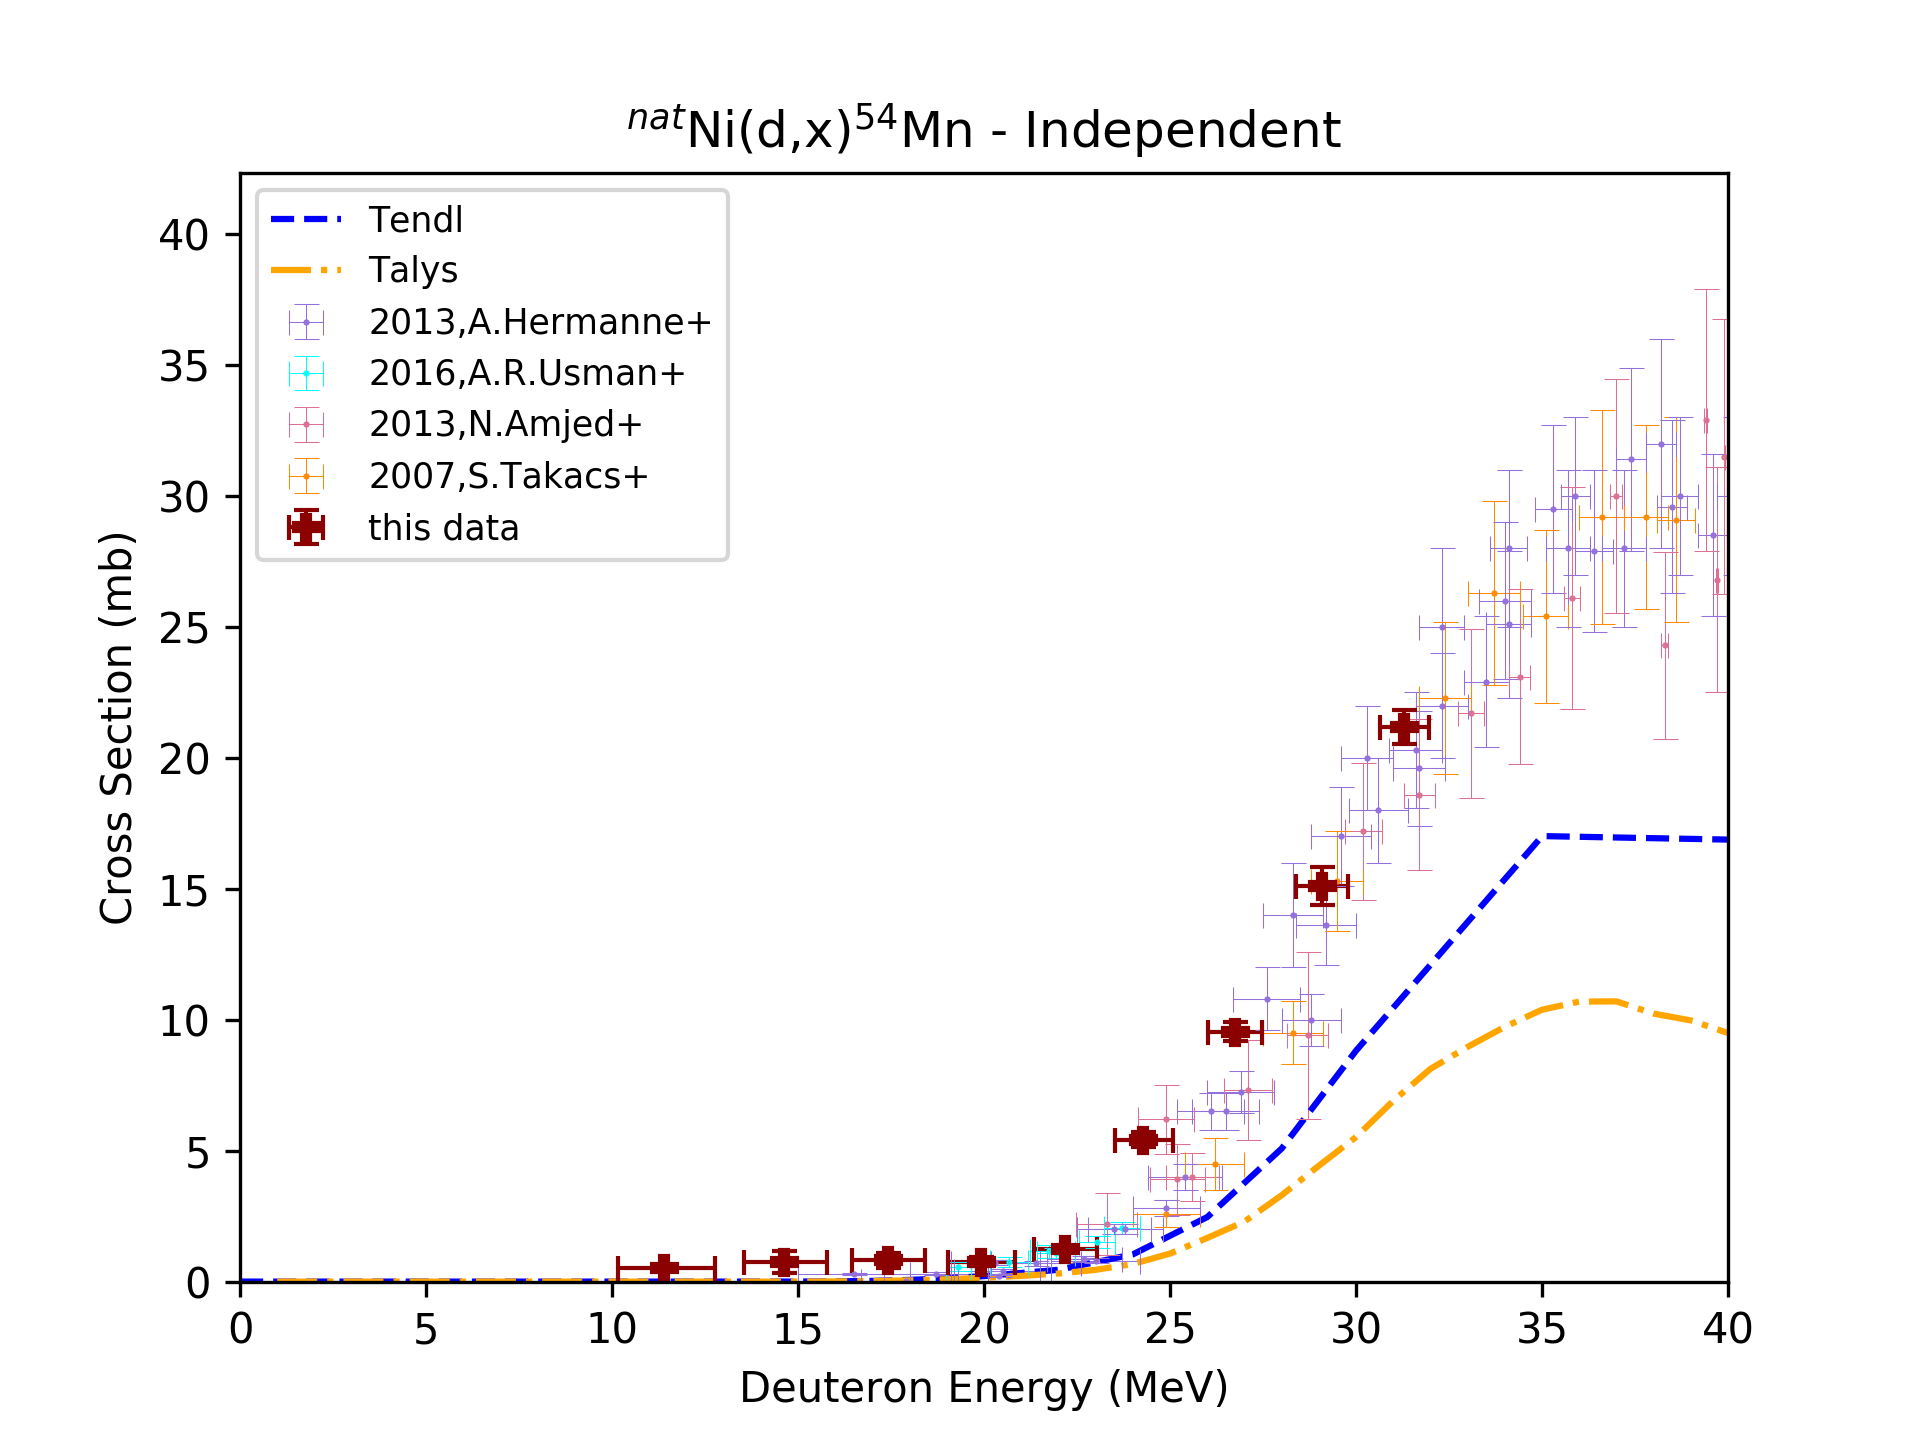 natNi(d,x)54Mn - Independent
Tendl
Talys
2013,A.Hermanne+
2016,A.R.Usman+
2013,N.Amjed+
2007,S.Takacs+
this data
Cross Section (mb)
40
35
30
25
20
15
10
5
0
0 5 10 15 20 25 30 35 40
Deuteron Energy (MeV)